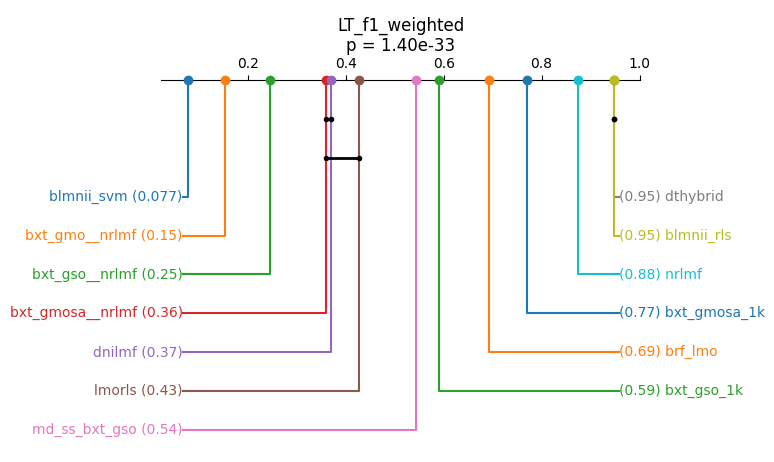 LT_f1_weighted
p = 1.40e-33
0.2 0.4 0.6 0.8 1.0
blmnii_svm (0.077) (0.95) dthybrid
bxt_gmo__nrlmf (0.15) (0.95) blmnii_rls
bxt_gso__nrlmf (0.25) (0.88) nrlmf
bxt_gmosa__nrlmf (0.36) (0.77) bxt_gmosa_1k
dnilmf (0.37) (0.69) brf_lmo
lmorls (0.43) (0.59) bxt_gso_1k
md_ss_bxt_gso (0.54)